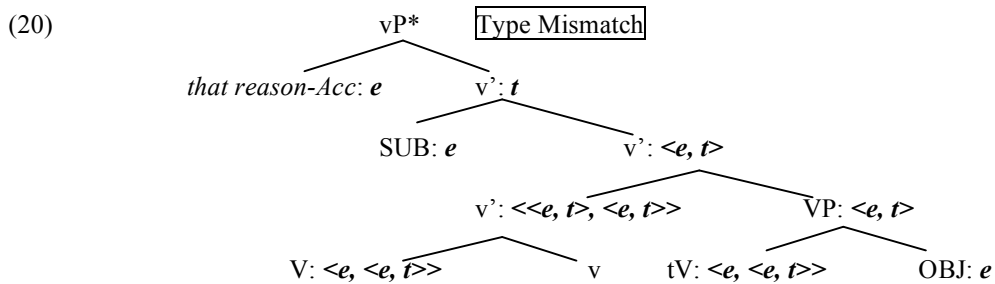 (20) vP* Type Mismatch
that reason-Acc: e v’: t
SUB: e v’: <e, t>
v’: <<e, t>, <e, t>> VP: <e, t>
V: <e, <e, t>> v tV: <e, <e, t>> OBJ: e